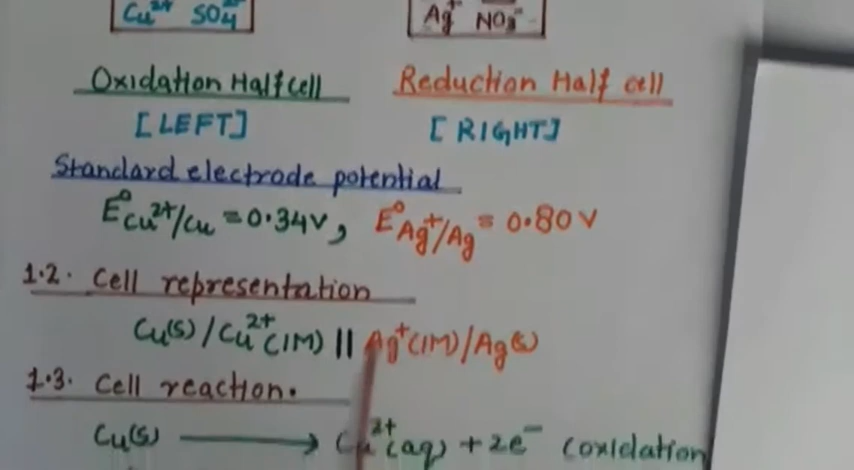 Cu²⁺ SO₄²⁻ Ag⁺ NO₃⁻
Oxidation Half cell Reduction Half cell
[LEFT] [RIGHT]
Standard electrode potential
E⁰Cu²⁺/Cu = 0.34V, E⁰Ag⁺/Ag = 0.80V
1.2. Cell representation
Cu(s)/Cu²⁺(1M) || Ag⁺(1M)/Ag(s)
1.3. Cell reaction.
Cu(s) ⟶ Cu²⁺(aq) + 2e⁻ (oxidation